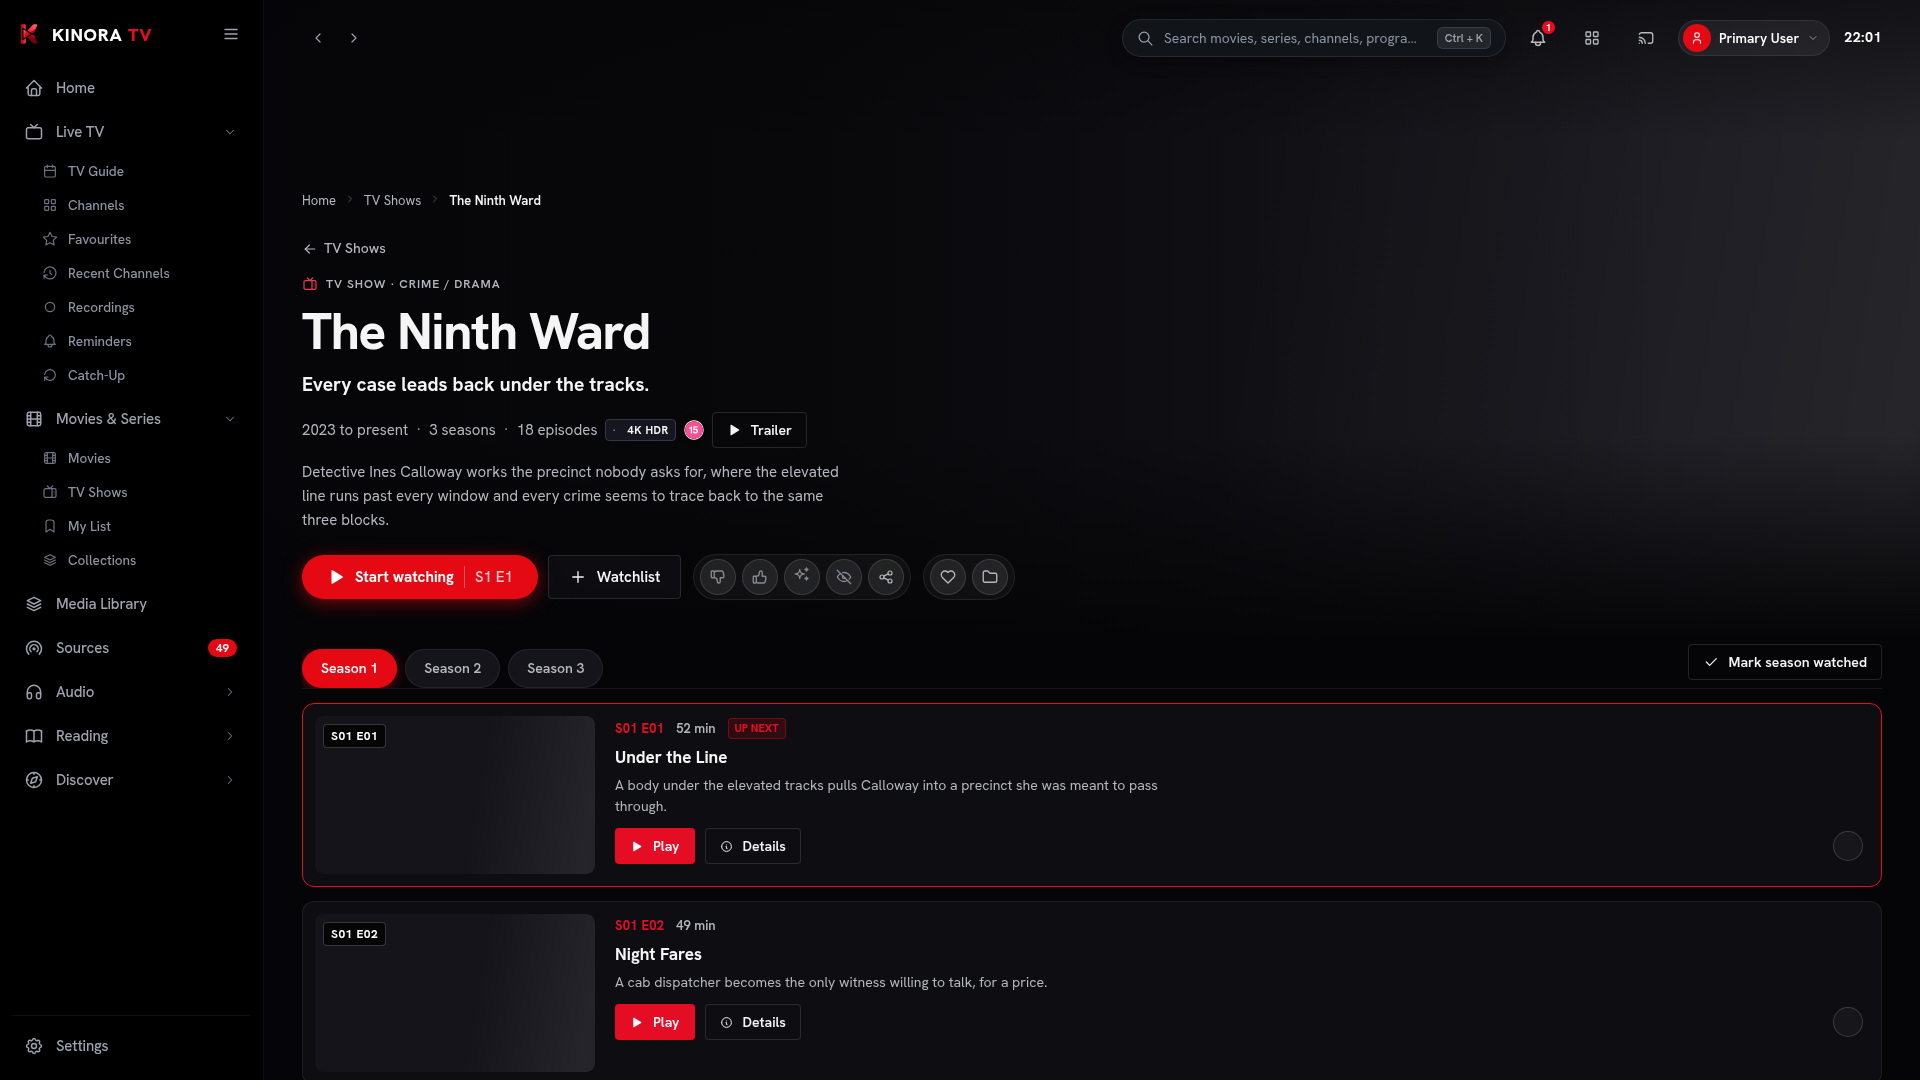 KINORA TV
Search movies, series, channels, progra...
Ctrl + K
1
Primary User
22:01
Home
Live TV
TV Guide
Channels
Favourites
Recent Channels
Recordings
Reminders
Catch-Up
Movies & Series
Movies
TV Shows
My List
Collections
Media Library
Sources
49
Audio
Reading
Discover
Settings
Home
TV Shows
The Ninth Ward
TV Shows
TV SHOW · CRIME / DRAMA
The Ninth Ward
Every case leads back under the tracks.
2023 to present · 3 seasons · 18 episodes · 4K HDR 15 Trailer
Detective Ines Calloway works the precinct nobody asks for, where the elevated
line runs past every window and every crime seems to trace back to the same
three blocks.
Start watching S1 E1
Watchlist
Season 1
Season 2
Season 3
Mark season watched
S01 E01
S01 E01 52 min UP NEXT
Under the Line
A body under the elevated tracks pulls Calloway into a precinct she was meant to pass
through.
Play
Details
S01 E02
S01 E02 49 min
Night Fares
A cab dispatcher becomes the only witness willing to talk, for a price.
Play
Details